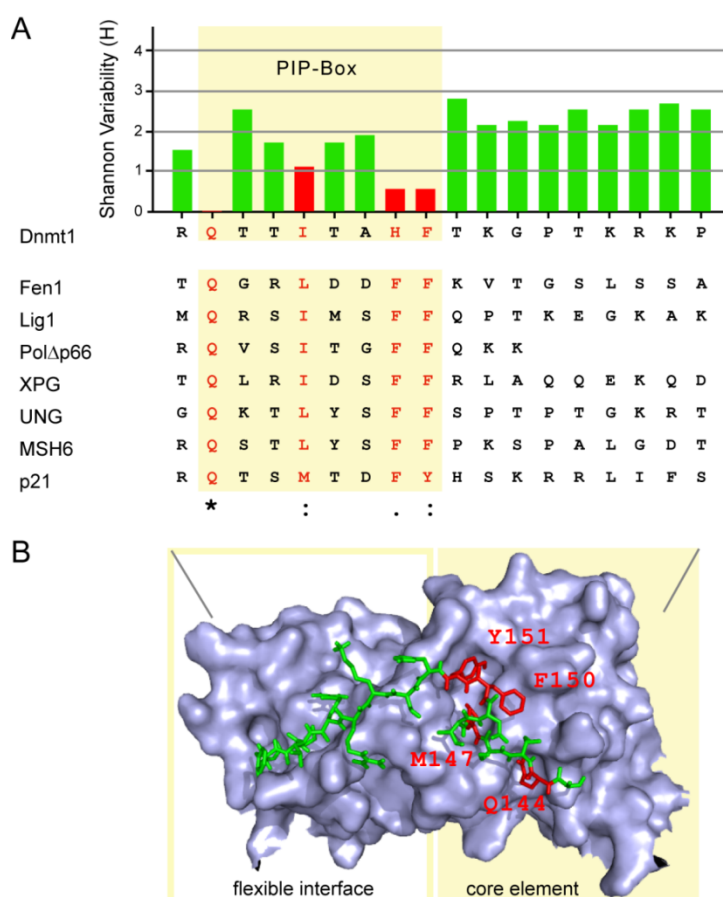 A
Shannon Variability (H)
4
3
2
1
0
PIP-Box
Dnmt1 R Q T T I T A H F T K G P T K R K P
Fen1 T Q G R L D D F F K V T G S L S S A
Lig1 M Q R S I M S F F Q P T K E G K A K
PolΔp66 R Q V S I T G F F Q K K
XPG T Q L R I D S F F R L A Q Q E K Q D
UNG G Q K T L Y S F F S P T P T G K R T
MSH6 R Q S T L Y S F F P K S P A L G D T
p21 R Q T S M T D F Y H S K R R L I F S
* : . :
B
Y151
F150
M147
Q144
flexible interface core element